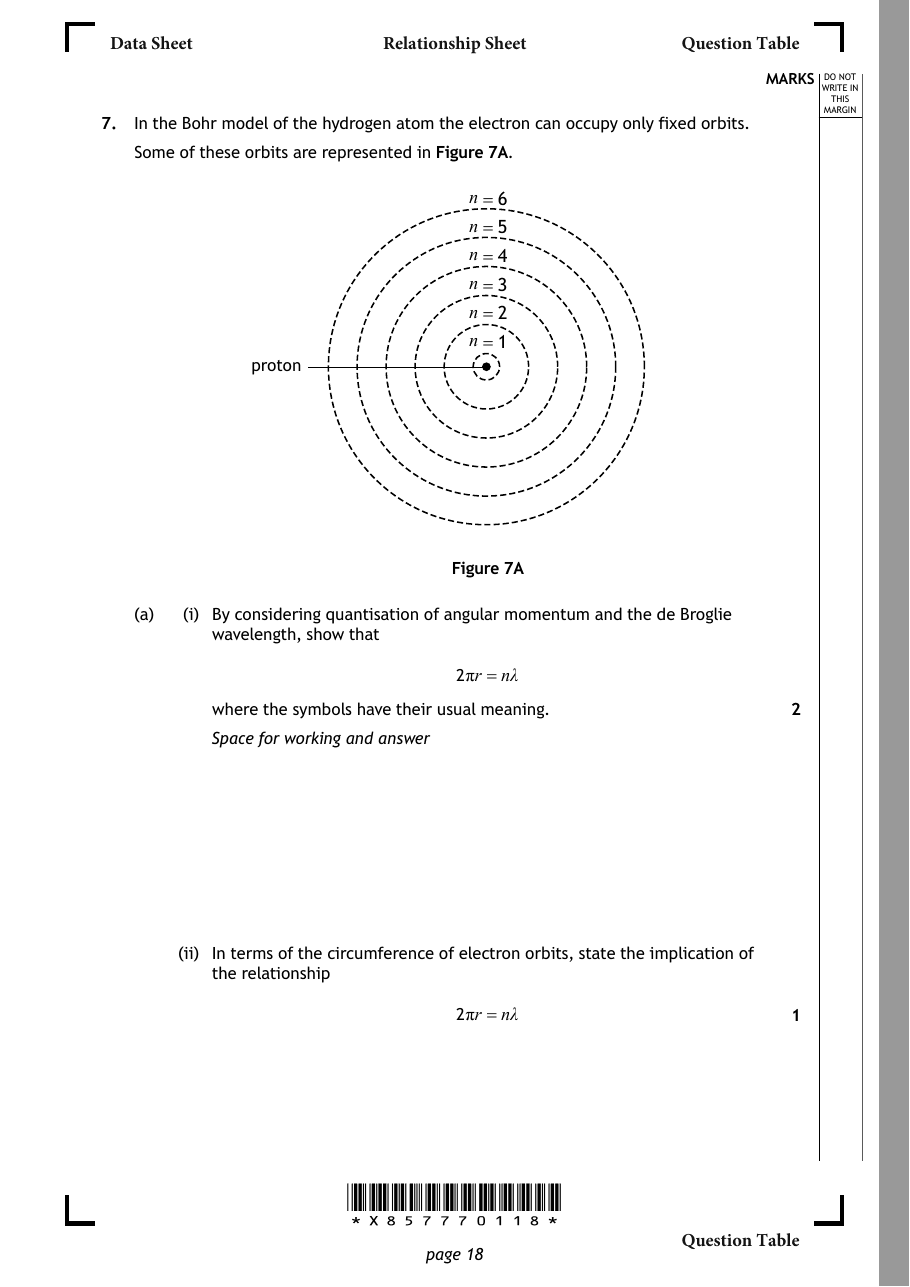 Data Sheet
Relationship Sheet
Question Table
MARKS
DO NOT
WRITE IN
THIS
MARGIN
7. In the Bohr model of the hydrogen atom the electron can occupy only fixed orbits.
Some of these orbits are represented in Figure 7A.
n = 6
n = 5
n = 4
n = 3
n = 2
n = 1
proton
Figure 7A
(a) (i) By considering quantisation of angular momentum and the de Broglie
wavelength, show that
2πr = nλ
where the symbols have their usual meaning. 2
Space for working and answer
(ii) In terms of the circumference of electron orbits, state the implication of
the relationship
2πr = nλ 1
* X 8 5 7 7 7 0 1 1 8 *
page 18
Question Table